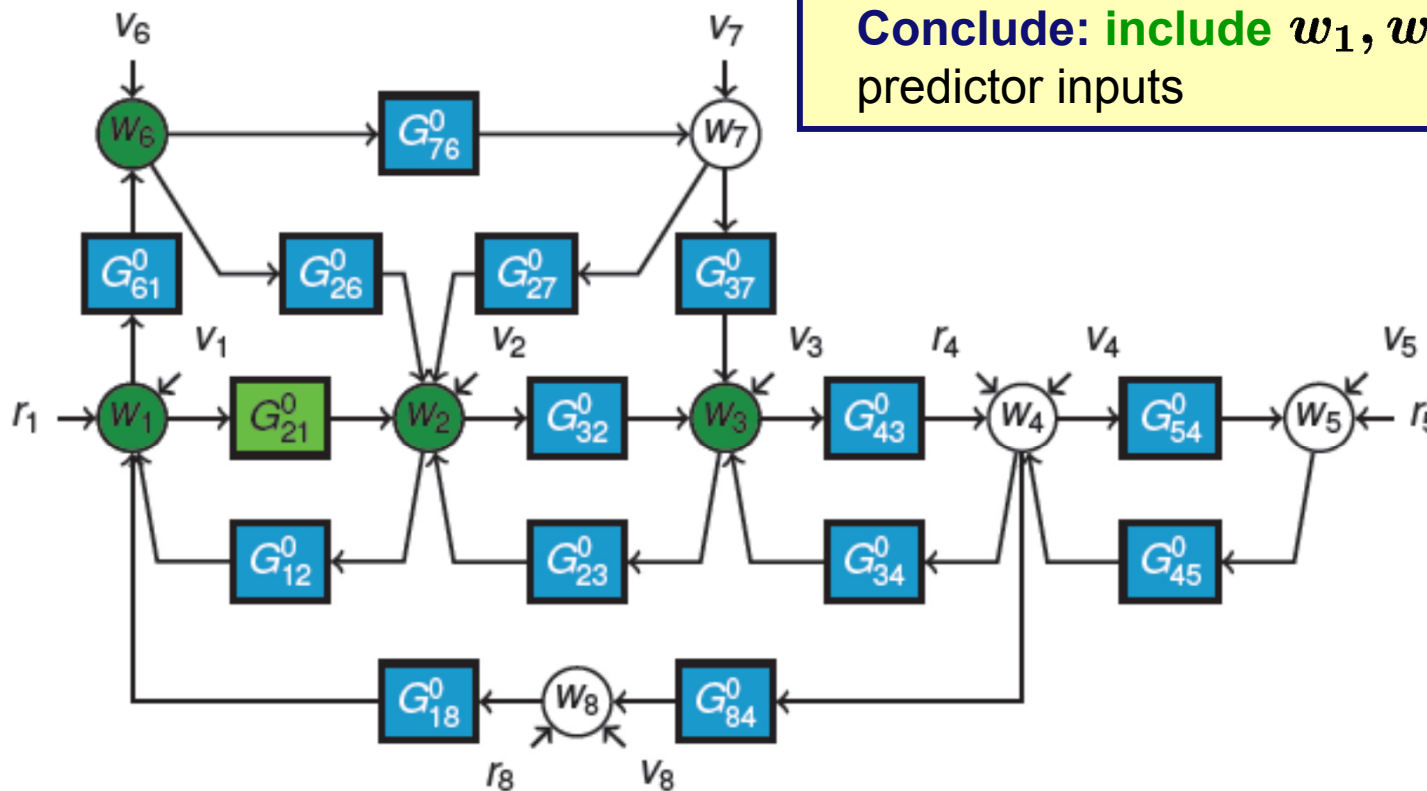 Conclude: include w₁, w
predictor inputs
v₆ v₇
w₆ G⁰₇₆ w₇
G⁰₆₁ G⁰₂₆ G⁰₂₇ G⁰₃₇
v₁ v₂ v₃ r₄ v₄ v₅
r₁ w₁ G⁰₂₁ w₂ G⁰₃₂ w₃ G⁰₄₃ w₄ G⁰₅₄ w₅ r₅
G⁰₁₂ G⁰₂₃ G⁰₃₄ G⁰₄₅
G⁰₁₈ w₈ G⁰₈₄
r₈ v₈